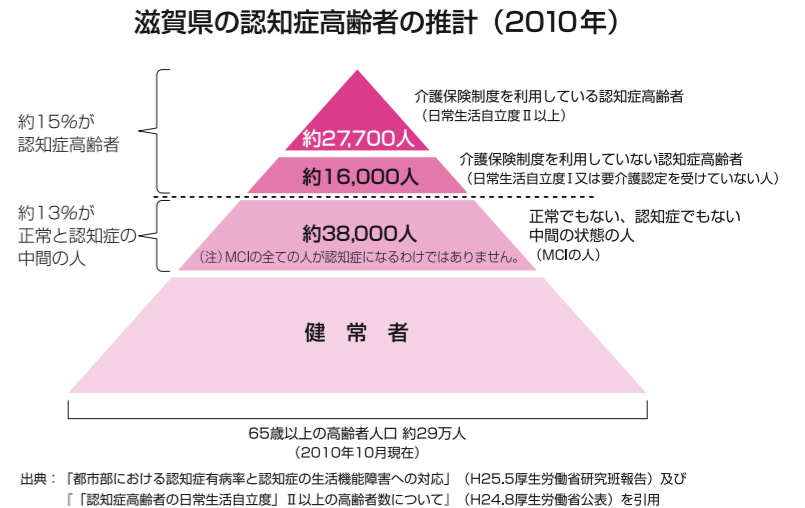 滋賀県の認知症高齢者の推計（2010年）
約15%が
認知症高齢者
約27,700人
介護保険制度を利用している認知症高齢者
（日常生活自立度Ⅱ以上）
約16,000人
介護保険制度を利用していない認知症高齢者
（日常生活自立度Ⅰ又は要介護認定を受けていない人）
約13%が
正常と認知症の
中間の人
約38,000人
（注）MCIの全ての人が認知症になるわけではありません。
正常でもない、認知症でもない
中間の状態の人
（MCIの人）
健常者
65歳以上の高齢者人口 約29万人
（2010年10月現在）
出典：「都市部における認知症有病率と認知症の生活機能障害への対応」（H25.5厚生労働省研究班報告）及び
『「認知症高齢者の日常生活自立度」Ⅱ以上の高齢者数について』（H24.8厚生労働省公表）を引用